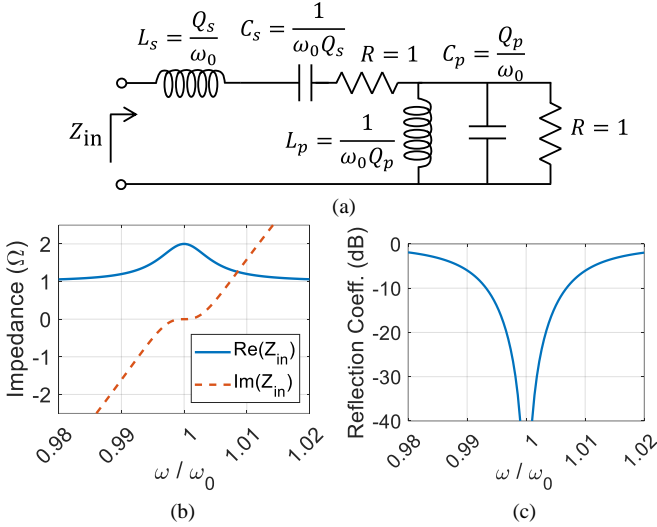 L_s = Q_s/ω_0
C_s = 1/(ω_0 Q_s)
R = 1
C_p = Q_p/ω_0
Z_in
L_p = 1/(ω_0 Q_p)
R = 1
(a)
Impedance (Ω)
2
1
0
-1
-2
Re(Z_in)
Im(Z_in)
0.98
0.99
1
1.01
1.02
ω / ω_0
(b)
Reflection Coeff. (dB)
0
-10
-20
-30
-40
0.98
0.99
1
1.01
1.02
ω / ω_0
(c)